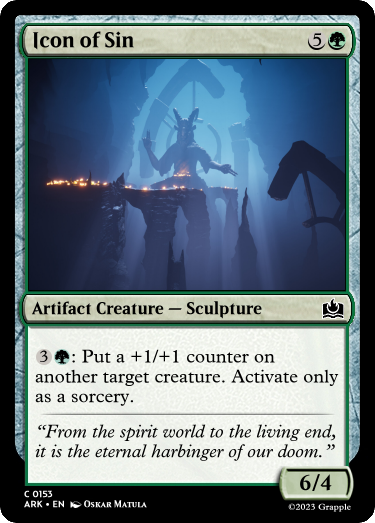 Icon of Sin 5
Artifact Creature — Sculpture
3: Put a +1/+1 counter on
another target creature. Activate only
as a sorcery.
“From the spirit world to the living end,
it is the eternal harbinger of our doom.”
6/4
C 0153
ARK • EN Oskar Matula
©2023 Grapple